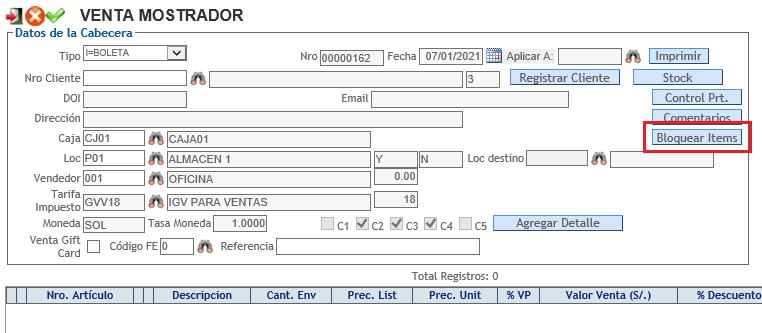 VENTA MOSTRADOR
Datos de la Cabecera
Tipo I=BOLETA Nro 00000162 Fecha 07/01/2021 Aplicar A: Imprimir
Nro Cliente 3 Registrar Cliente Stock
DOI Email Control Prt.
Dirección Comentarios
Caja CJ01 CAJA01 Bloquear Items
Loc P01 ALMACEN 1 Y N Loc destino
Vendedor 001 OFICINA 0.00
Tarifa Impuesto GVV18 IGV PARA VENTAS 18
Moneda SOL Tasa Moneda 1.0000 C1 C2 C3 C4 C5 Agregar Detalle
Venta Gift Card Código FE 0 Referencia
Total Registros: 0
Nro. Artículo Descripcion Cant. Env Prec. List Prec. Unit % VP Valor Venta (S/.) % Descuento